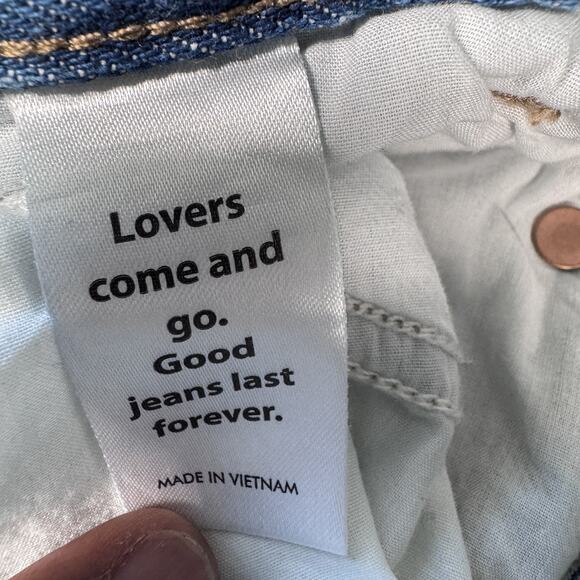 Lovers
come and
go.
Good
jeans last
forever.
MADE IN VIETNAM